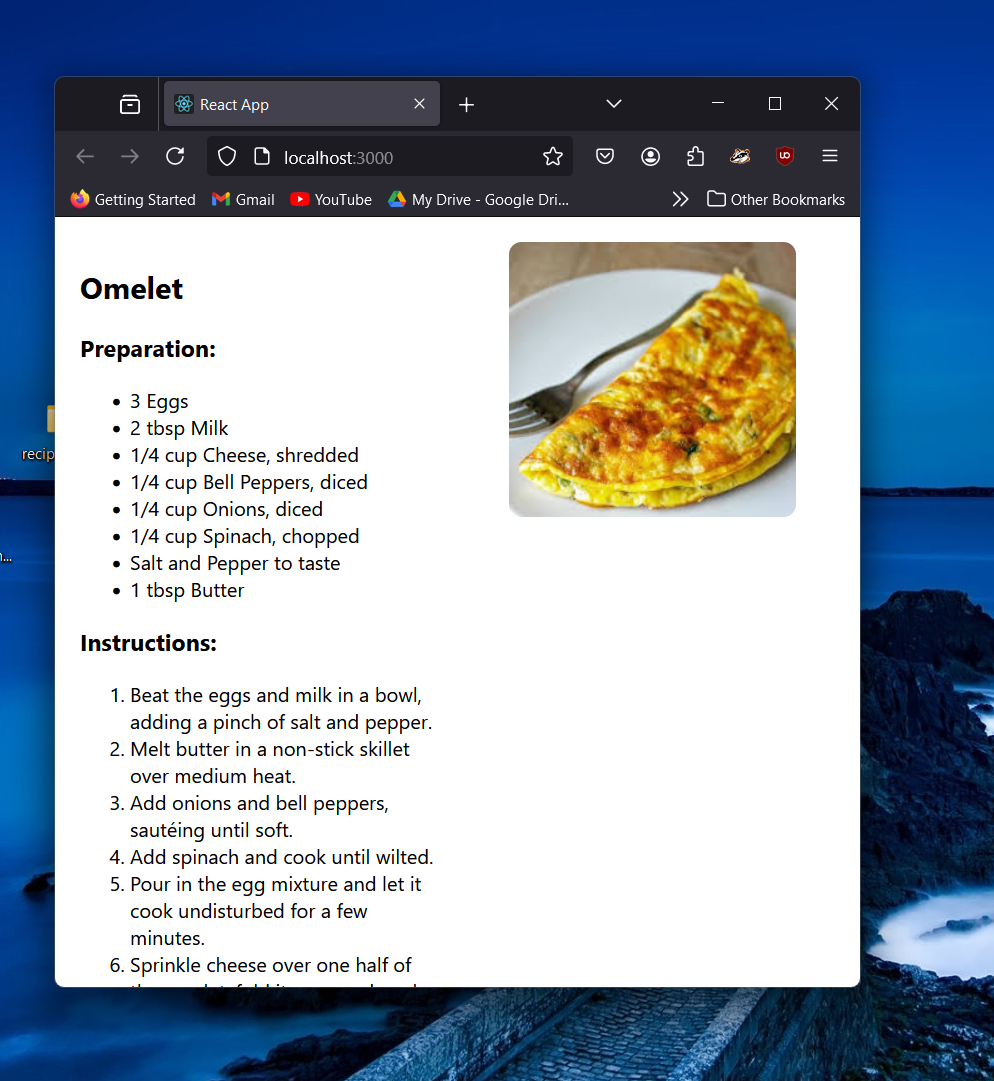 React App
localhost:3000
Getting Started Gmail YouTube My Drive - Google Dri... Other Bookmarks
Omelet
Preparation:
• 3 Eggs
• 2 tbsp Milk
• 1/4 cup Cheese, shredded
• 1/4 cup Bell Peppers, diced
• 1/4 cup Onions, diced
• 1/4 cup Spinach, chopped
• Salt and Pepper to taste
• 1 tbsp Butter
Instructions:
1. Beat the eggs and milk in a bowl,
adding a pinch of salt and pepper.
2. Melt butter in a non-stick skillet
over medium heat.
3. Add onions and bell peppers,
sautéing until soft.
4. Add spinach and cook until wilted.
5. Pour in the egg mixture and let it
cook undisturbed for a few
minutes.
6. Sprinkle cheese over one half of
recip